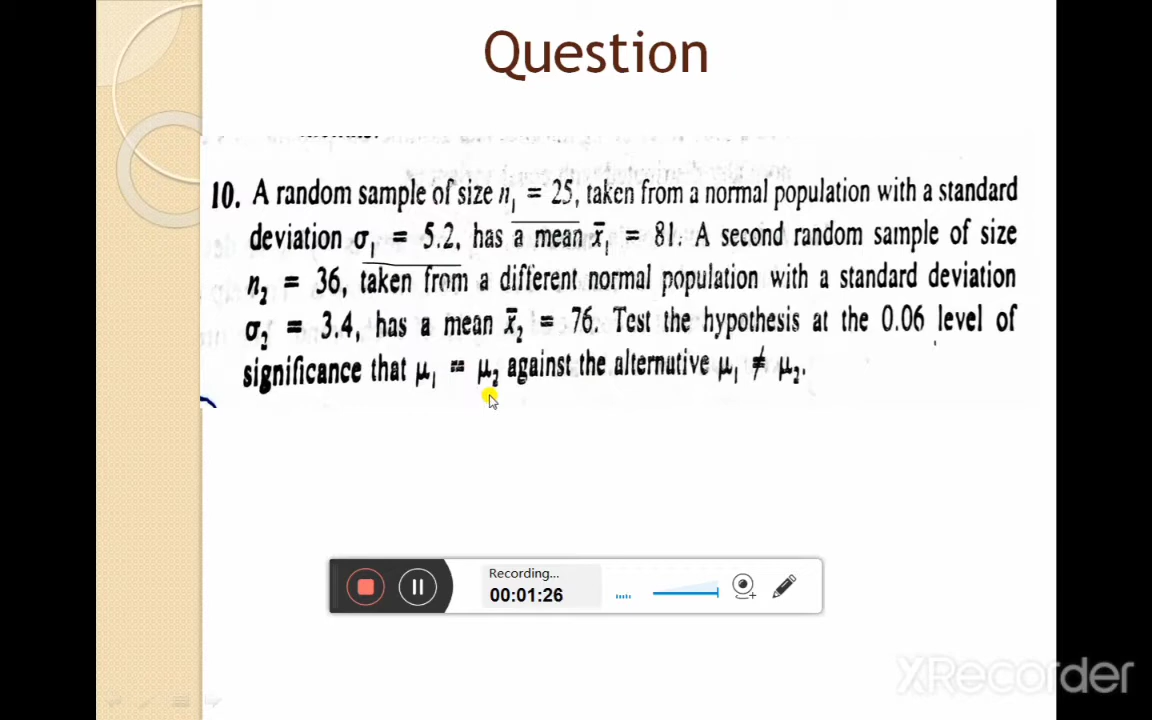 Question
10. A random sample of size n₁ = 25, taken from a normal population with a standard
deviation σ₁ = 5.2, has a mean x̄₁ = 81. A second random sample of size
n₂ = 36, taken from a different normal population with a standard deviation
σ₂ = 3.4, has a mean x̄₂ = 76. Test the hypothesis at the 0.06 level of
significance that μ₁ = μ₂ against the alternative μ₁ ≠ μ₂.
Recording...
00:01:26
XRecorder